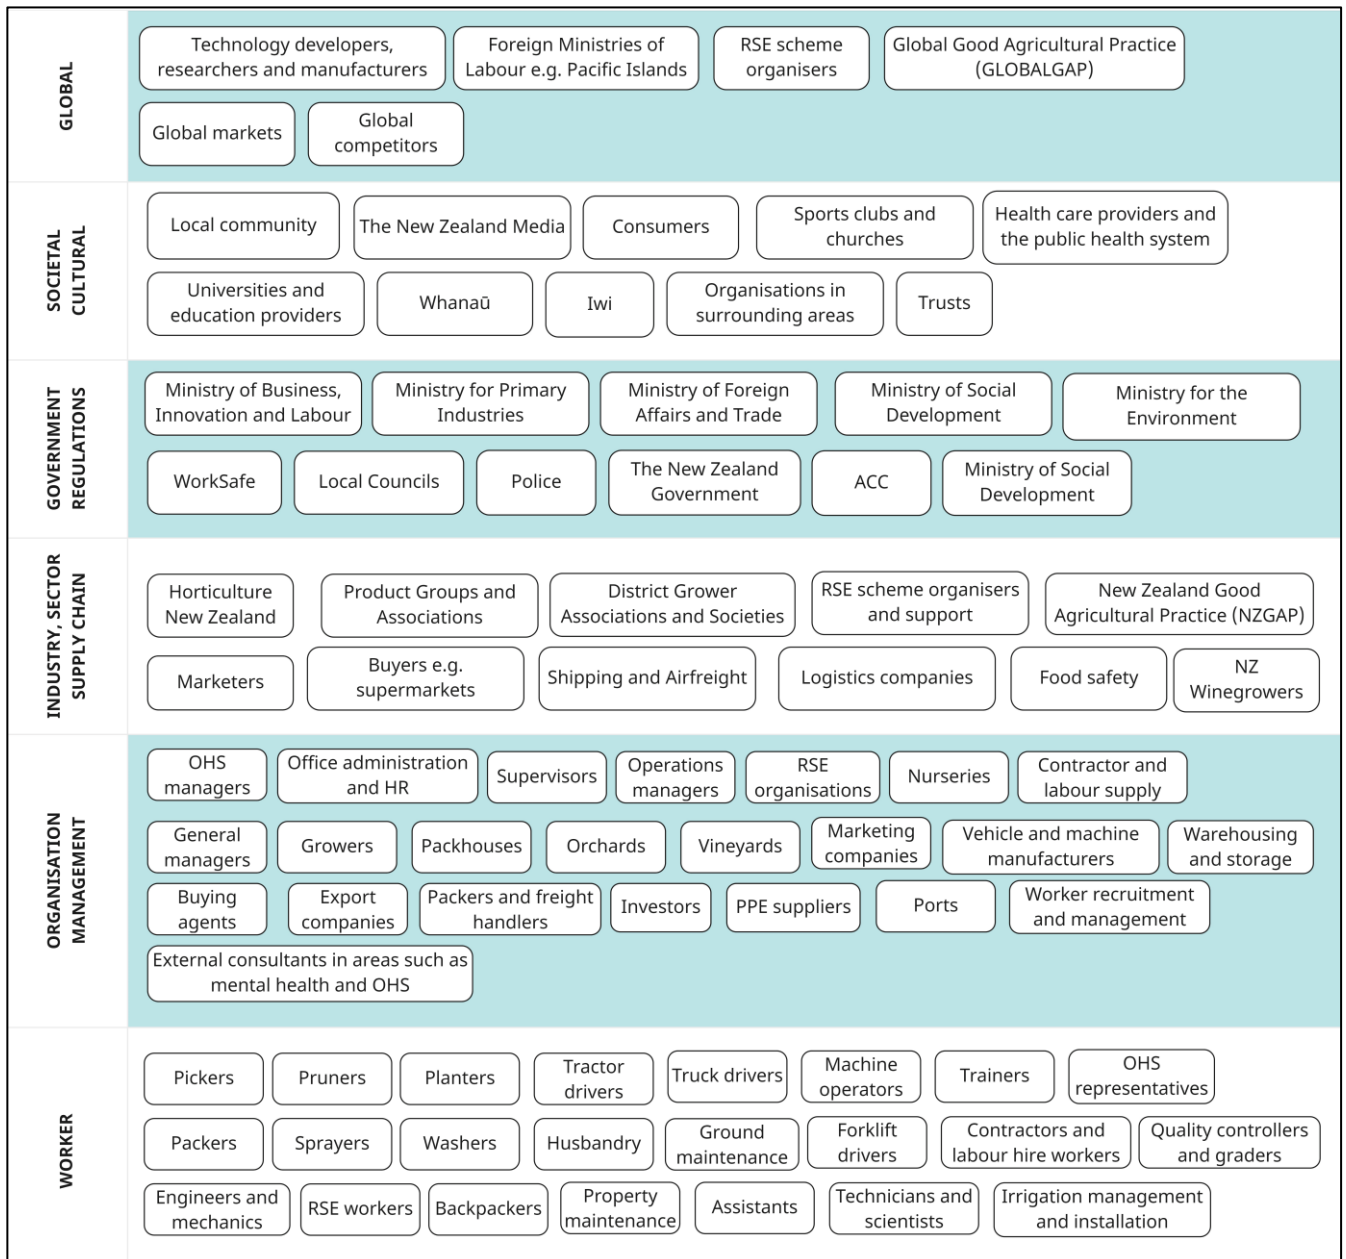 GLOBAL
Technology developers,
researchers and manufacturers
Foreign Ministries of
Labour e.g. Pacific Islands
RSE scheme
organisers
Global Good Agricultural Practice
(GLOBALGAP)
Global markets
Global
competitors
SOCIETAL
CULTURAL
Local community
The New Zealand Media
Consumers
Sports clubs and
churches
Health care providers and
the public health system
Universities and
education providers
Whanaū
Iwi
Organisations in
surrounding areas
Trusts
GOVERNMENT
REGULATIONS
Ministry of Business,
Innovation and Labour
Ministry for Primary
Industries
Ministry of Foreign
Affairs and Trade
Ministry of Social
Development
Ministry for the
Environment
WorkSafe
Local Councils
Police
The New Zealand
Government
ACC
Ministry of Social
Development
INDUSTRY, SECTOR
SUPPLY CHAIN
Horticulture
New Zealand
Product Groups and
Associations
District Grower
Associations and Societies
RSE scheme organisers
and support
New Zealand Good
Agricultural Practice (NZGAP)
Marketers
Buyers e.g.
supermarkets
Shipping and Airfreight
Logistics companies
Food safety
NZ
Winegrowers
ORGANISATION
MANAGEMENT
OHS
managers
Office administration
and HR
Supervisors
Operations
managers
RSE
organisations
Nurseries
Contractor and
labour supply
General
managers
Growers
Packhouses
Orchards
Vineyards
Marketing
companies
Vehicle and machine
manufacturers
Warehousing
and storage
Buying
agents
Export
companies
Packers and freight
handlers
Investors
PPE suppliers
Ports
Worker recruitment
and management
External consultants in areas such as
mental health and OHS
WORKER
Pickers
Pruners
Planters
Tractor
drivers
Truck drivers
Machine
operators
Trainers
OHS
representatives
Packers
Sprayers
Washers
Husbandry
Ground
maintenance
Forklift
drivers
Contractors and
labour hire workers
Quality controllers
and graders
Engineers and
mechanics
RSE workers
Backpackers
Property
maintenance
Assistants
Technicians and
scientists
Irrigation management
and installation